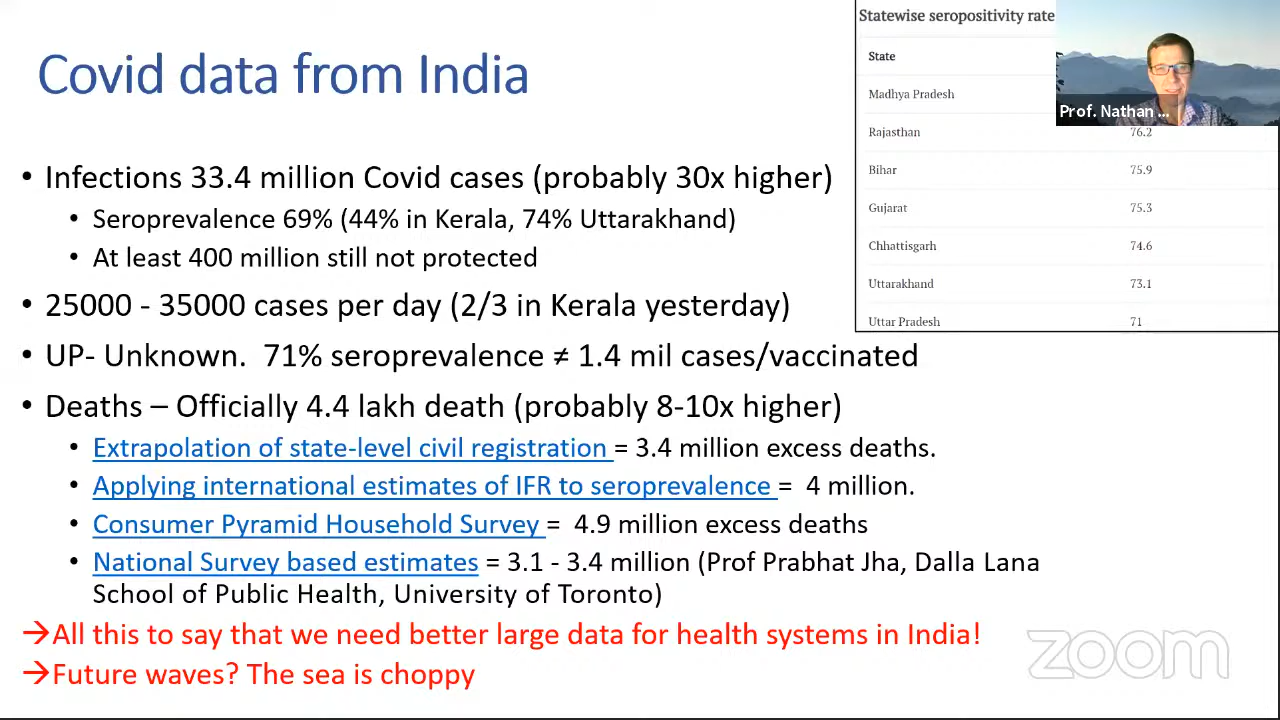 Covid data from India
• Infections 33.4 million Covid cases (probably 30x higher)
• Seroprevalence 69% (44% in Kerala, 74% Uttarakhand)
• At least 400 million still not protected
• 25000 - 35000 cases per day (2/3 in Kerala yesterday)
• UP- Unknown. 71% seroprevalence ≠ 1.4 mil cases/vaccinated
• Deaths – Officially 4.4 lakh death (probably 8-10x higher)
• Extrapolation of state-level civil registration = 3.4 million excess deaths.
• Applying international estimates of IFR to seroprevalence = 4 million.
• Consumer Pyramid Household Survey = 4.9 million excess deaths
• National Survey based estimates = 3.1 - 3.4 million (Prof Prabhat Jha, Dalla Lana
School of Public Health, University of Toronto)
→All this to say that we need better large data for health systems in India!
→Future waves? The sea is choppy
Statewise seropositivity rate
State
Madhya Pradesh
Rajasthan 76.2
Bihar 75.9
Gujarat 75.3
Chhattisgarh 74.6
Uttarakhand 73.1
Uttar Pradesh 71
Prof. Nathan ...
zoom